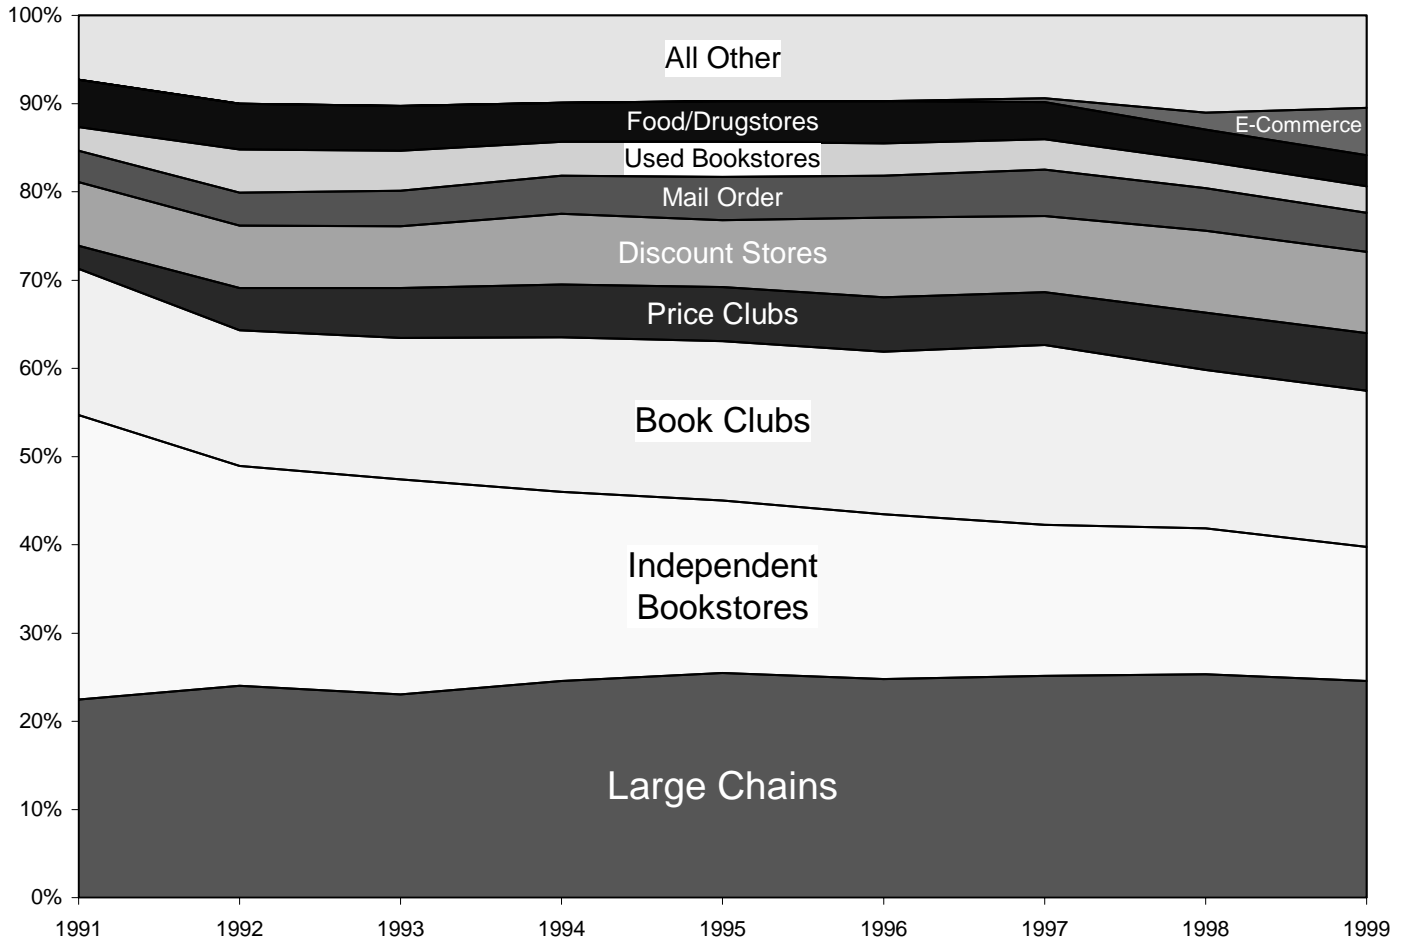 100%
90%
80%
70%
60%
50%
40%
30%
20%
10%
0%
All Other
Food/Drugstores
E-Commerce
Used Bookstores
Mail Order
Discount Stores
Price Clubs
Book Clubs
Independent
Bookstores
Large Chains
1991 1992 1993 1994 1995 1996 1997 1998 1999